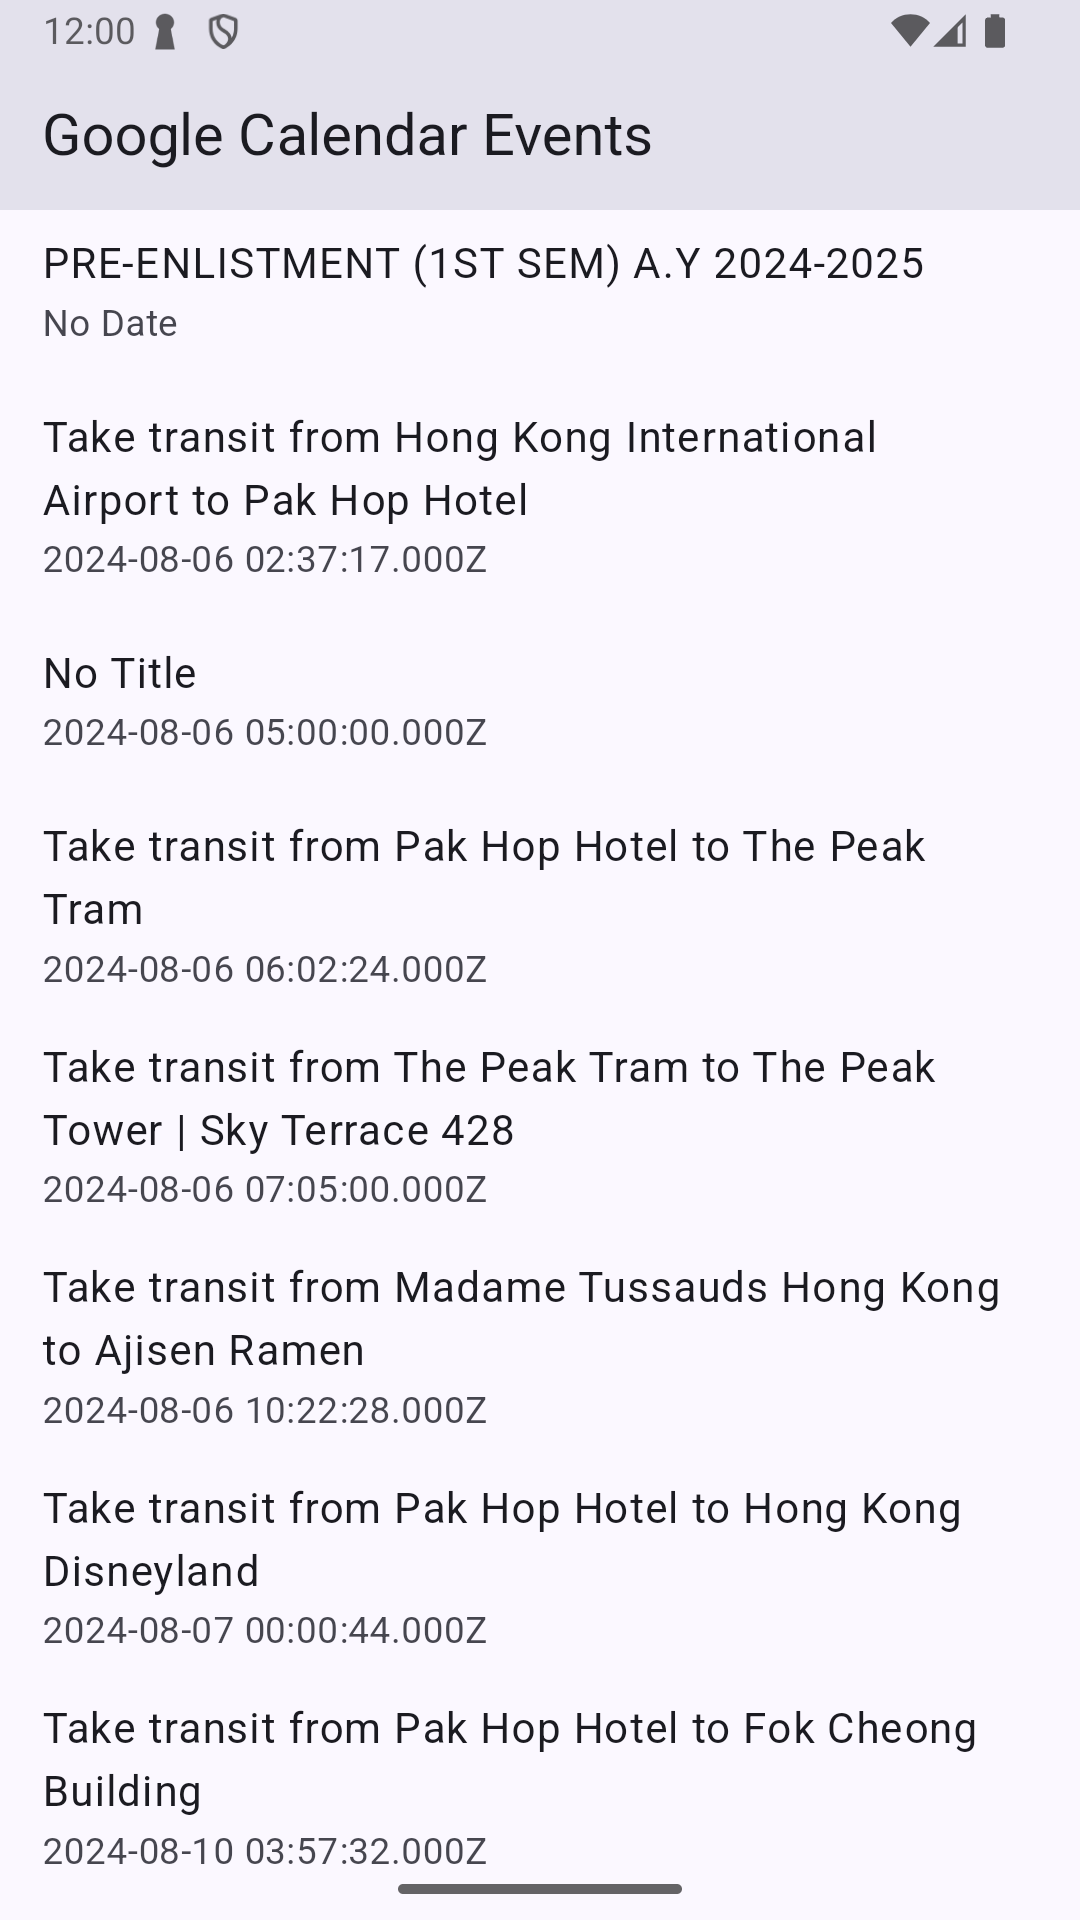 12:00
Google Calendar Events
PRE-ENLISTMENT (1ST SEM) A.Y 2024-2025
No Date
Take transit from Hong Kong International
Airport to Pak Hop Hotel
2024-08-06 02:37:17.000Z
No Title
2024-08-06 05:00:00.000Z
Take transit from Pak Hop Hotel to The Peak
Tram
2024-08-06 06:02:24.000Z
Take transit from The Peak Tram to The Peak
Tower | Sky Terrace 428
2024-08-06 07:05:00.000Z
Take transit from Madame Tussauds Hong Kong
to Ajisen Ramen
2024-08-06 10:22:28.000Z
Take transit from Pak Hop Hotel to Hong Kong
Disneyland
2024-08-07 00:00:44.000Z
Take transit from Pak Hop Hotel to Fok Cheong
Building
2024-08-10 03:57:32.000Z